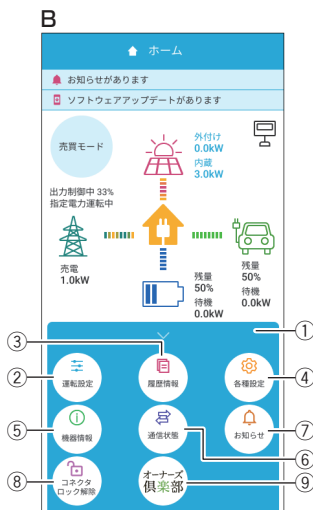 B
ホーム
お知らせがあります
ソフトウェアアップデートがあります
売買モード
外付け
0.0kW
内蔵
3.0kW
出力制御中 33%
指定電力運転中
売電
1.0kW
残量
50%
待機
0.0kW
残量
50%
待機
0.0kW
①
③
②
運転設定
履歴情報
各種設定
④
⑤
機器情報
通信状態
お知らせ
⑦
⑥
⑧
コネクタ
ロック解除
オーナーズ
倶楽部
⑨